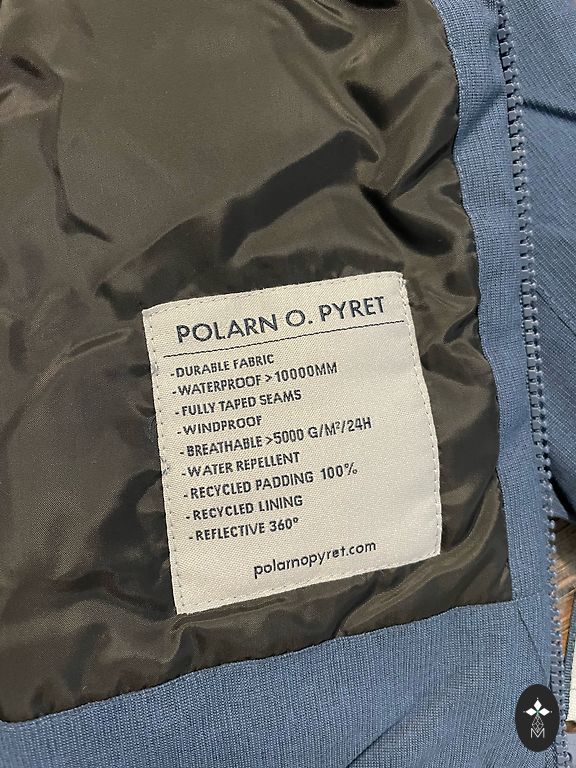 POLARN O. PYRET
-DURABLE FABRIC
-WATERPROOF >10000MM
-FULLY TAPED SEAMS
-WINDPROOF
-BREATHABLE >5000 G/M²/24H
-WATER REPELLENT
-RECYCLED PADDING 100%
-RECYCLED LINING
-REFLECTIVE 360°
polarnopyret.com
M